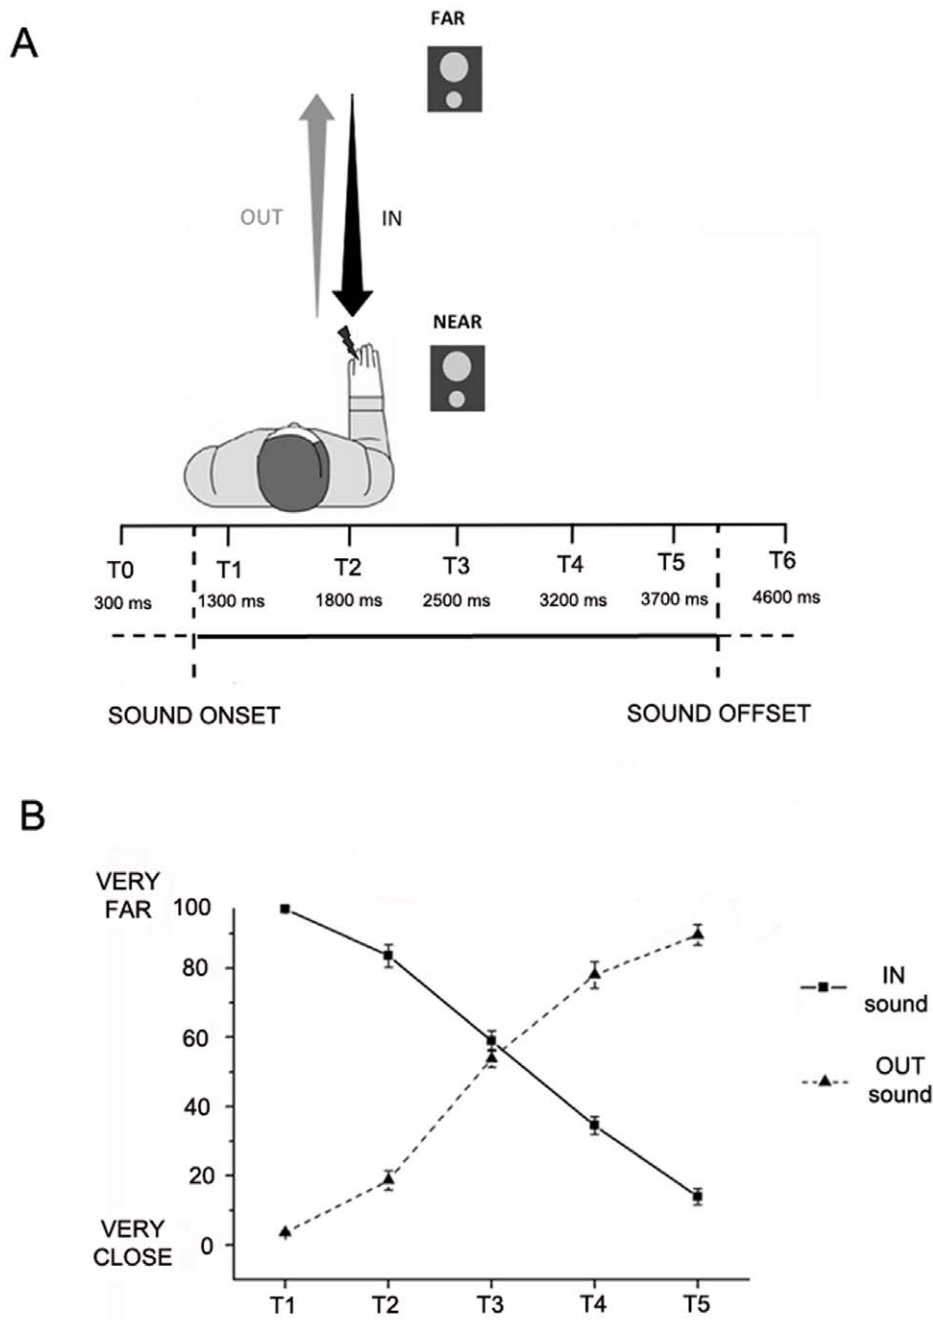 A
FAR
OUT
IN
NEAR
T0 T1 T2 T3 T4 T5 T6
300 ms 1300 ms 1800 ms 2500 ms 3200 ms 3700 ms 4600 ms
SOUND ONSET
SOUND OFFSET
B
VERY
FAR
100
80
60
40
20
0
VERY
CLOSE
T1 T2 T3 T4 T5
IN
sound
OUT
sound